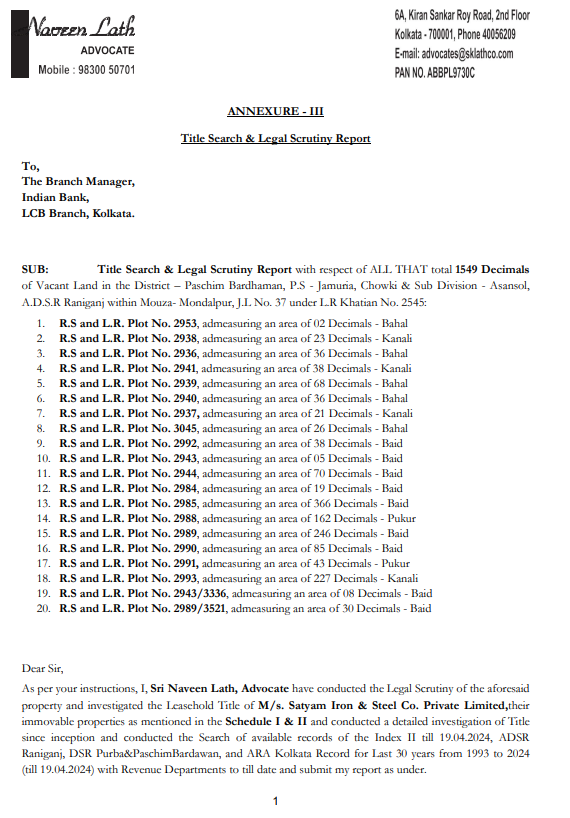 Naveen Lath
ADVOCATE
Mobile : 98300 50701
6A, Kiran Sankar Roy Road, 2nd Floor
Kolkata - 700001, Phone 40056209
E-mail: advocates@sklathco.com
PAN NO. ABBPL9730C
ANNEXURE - III
Title Search & Legal Scrutiny Report
To,
The Branch Manager,
Indian Bank,
LCB Branch, Kolkata.
SUB: Title Search & Legal Scrutiny Report with respect of ALL THAT total 1549 Decimals
of Vacant Land in the District – Paschim Bardhaman, P.S - Jamuria, Chowki & Sub Division - Asansol,
A.D.S.R Raniganj within Mouza- Mondalpur, J.L No. 37 under L.R Khatian No. 2545:
1. R.S and L.R. Plot No. 2953, admeasuring an area of 02 Decimals - Bahal
2. R.S and L.R. Plot No. 2938, admeasuring an area of 23 Decimals - Kanali
3. R.S and L.R. Plot No. 2936, admeasuring an area of 36 Decimals - Bahal
4. R.S and L.R. Plot No. 2941, admeasuring an area of 38 Decimals - Kanali
5. R.S and L.R. Plot No. 2939, admeasuring an area of 68 Decimals - Bahal
6. R.S and L.R. Plot No. 2940, admeasuring an area of 36 Decimals - Bahal
7. R.S and L.R. Plot No. 2937, admeasuring an area of 21 Decimals - Kanali
8. R.S and L.R. Plot No. 3045, admeasuring an area of 26 Decimals - Bahal
9. R.S and L.R. Plot No. 2992, admeasuring an area of 38 Decimals - Baid
10. R.S and L.R. Plot No. 2943, admeasuring an area of 05 Decimals - Baid
11. R.S and L.R. Plot No. 2944, admeasuring an area of 70 Decimals - Baid
12. R.S and L.R. Plot No. 2984, admeasuring an area of 19 Decimals - Baid
13. R.S and L.R. Plot No. 2985, admeasuring an area of 366 Decimals - Baid
14. R.S and L.R. Plot No. 2988, admeasuring an area of 162 Decimals - Pukur
15. R.S and L.R. Plot No. 2989, admeasuring an area of 246 Decimals - Baid
16. R.S and L.R. Plot No. 2990, admeasuring an area of 85 Decimals - Baid
17. R.S and L.R. Plot No. 2991, admeasuring an area of 43 Decimals - Pukur
18. R.S and L.R. Plot No. 2993, admeasuring an area of 227 Decimals - Kanali
19. R.S and L.R. Plot No. 2943/3336, admeasuring an area of 08 Decimals - Baid
20. R.S and L.R. Plot No. 2989/3521, admeasuring an area of 30 Decimals - Baid
Dear Sir,
As per your instructions, I, Sri Naveen Lath, Advocate have conducted the Legal Scrutiny of the aforesaid
property and investigated the Leasehold Title of M/s. Satyam Iron & Steel Co. Private Limited,their
immovable properties as mentioned in the Schedule I & II and conducted a detailed investigation of Title
since inception and conducted the Search of available records of the Index II till 19.04.2024, ADSR
Raniganj, DSR Purba&PaschimBardawan, and ARA Kolkata Record for Last 30 years from 1993 to 2024
(till 19.04.2024) with Revenue Departments to till date and submit my report as under.
1